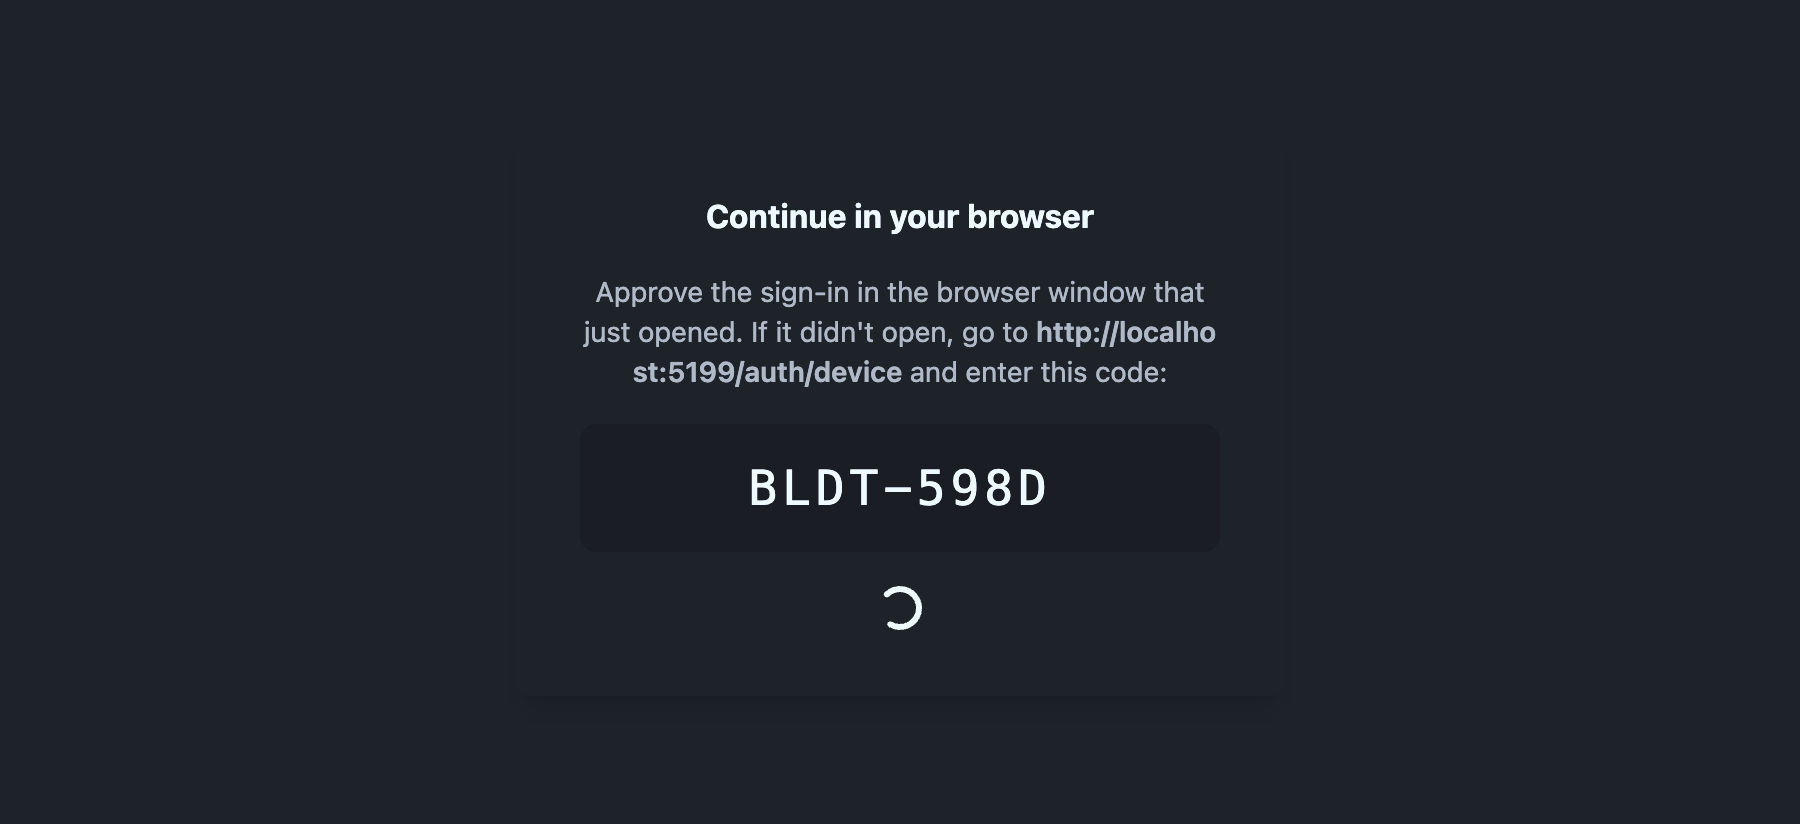 Continue in your browser
Approve the sign-in in the browser window that
just opened. If it didn't open, go to http://localho
st:5199/auth/device and enter this code:
BLDT-598D